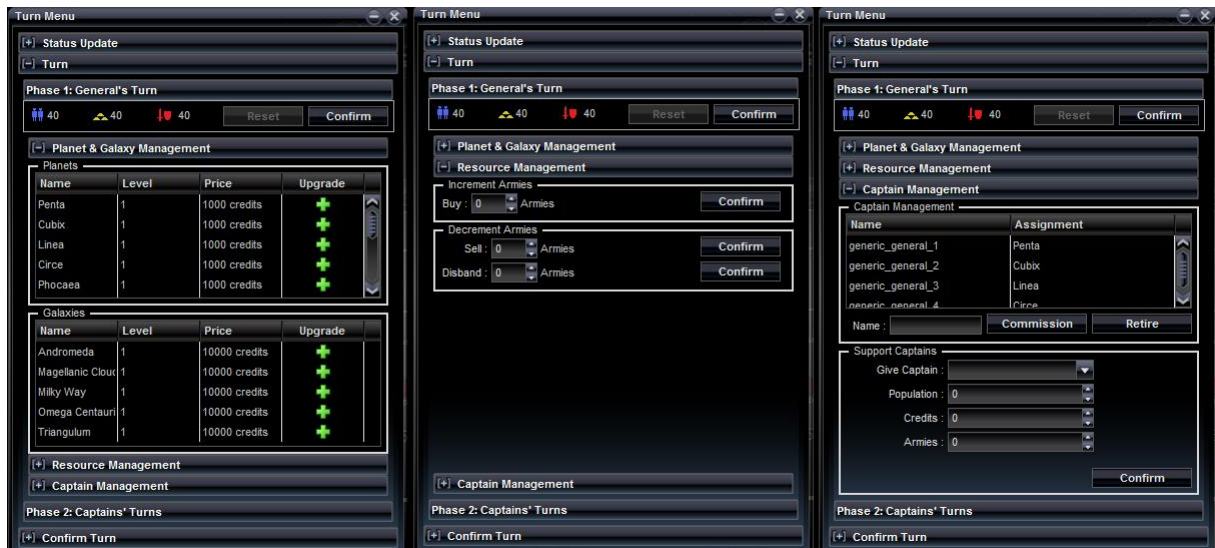 Turn Menu
[+] Status Update
[-] Turn
Phase 1: General's Turn
40 40 40 Reset Confirm
[-] Planet & Galaxy Management
Planets
Name Level Price Upgrade
Penta 1 1000 credits
Cubix 1 1000 credits
Linea 1 1000 credits
Circe 1 1000 credits
Phocaea 1 1000 credits
Galaxies
Name Level Price Upgrade
Andromeda 1 10000 credits
Magellanic Clouc 1 10000 credits
Milky Way 1 10000 credits
Omega Centauri 1 10000 credits
Triangulum 1 10000 credits
[+] Resource Management
[+] Captain Management
Phase 2: Captains' Turns
[+] Confirm Turn
Turn Menu
[+] Status Update
[-] Turn
Phase 1: General's Turn
40 40 40 Reset Confirm
[+] Planet & Galaxy Management
[-] Resource Management
Increment Armies
Buy : 0 Armies Confirm
Decrement Armies
Sell : 0 Armies Confirm
Disband : 0 Armies Confirm
[+] Captain Management
Phase 2: Captains' Turns
[+] Confirm Turn
Turn Menu
[+] Status Update
[-] Turn
Phase 1: General's Turn
40 40 40 Reset Confirm
[+] Planet & Galaxy Management
[+] Resource Management
[-] Captain Management
Captain Management
Name Assignment
generic_general_1 Penta
generic_general_2 Cubix
generic_general_3 Linea
generic_general_4 Circe
Name : Commission Retire
Support Captains
Give Captain :
Population : 0
Credits : 0
Armies : 0
Confirm
Phase 2: Captains' Turns
[+] Confirm Turn